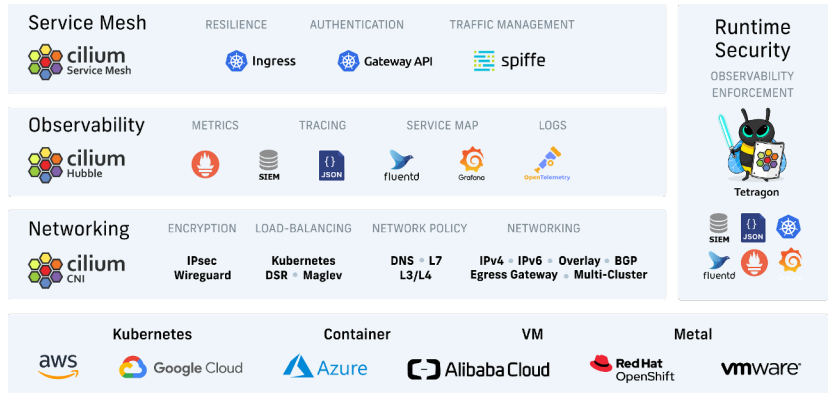 Service Mesh
cilium
Service Mesh
RESILIENCE
AUTHENTICATION
TRAFFIC MANAGEMENT
Ingress
Gateway API
spiffe
Observability
cilium
Hubble
METRICS
TRACING
SERVICE MAP
LOGS
SIEM
{}
JSON
fluentd
Grafana
OpenTelemetry
Networking
cilium
CNI
ENCRYPTION
LOAD-BALANCING
NETWORK POLICY
NETWORKING
IPsec
Wireguard
Kubernetes
DSR • Maglev
DNS • L7
L3/L4
IPv4 • IPv6 • Overlay • BGP
Egress Gateway • Multi-Cluster
Runtime
Security
OBSERVABILITY
ENFORCEMENT
Tetragon
SIEM
{}
JSON
fluentd
Kubernetes
Container
VM
Metal
aws
Google Cloud
Azure
Alibaba Cloud
Red Hat
OpenShift
vmware®